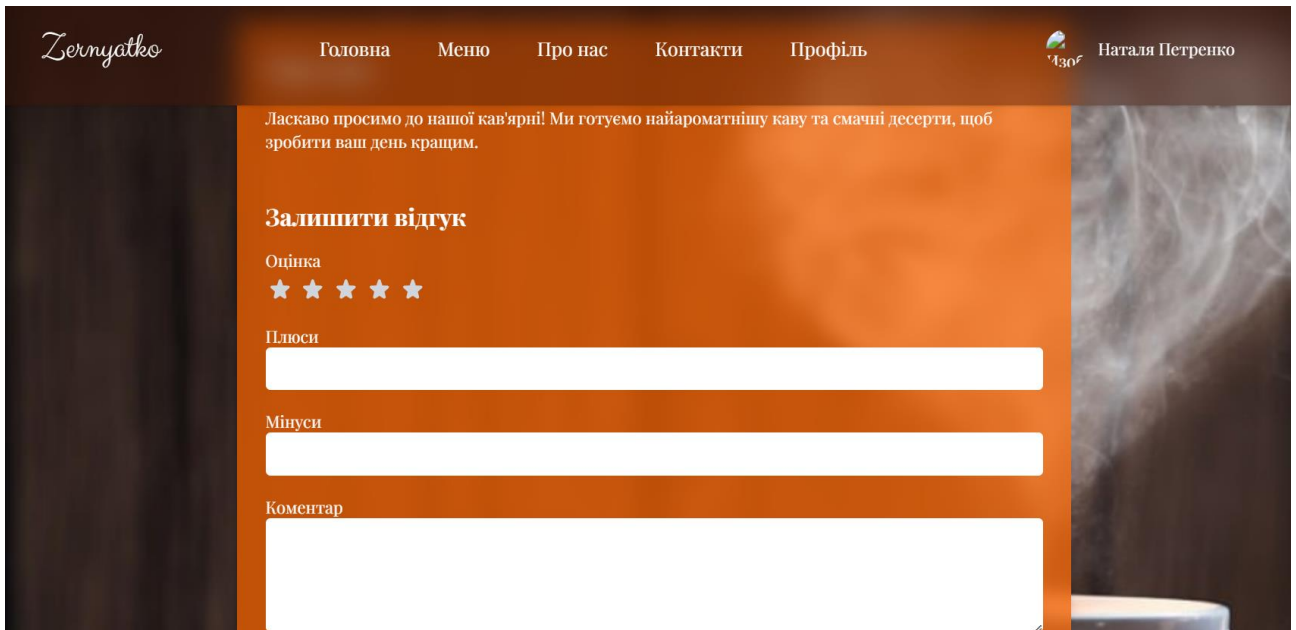 Zernyatko
Головна Меню Про нас Контакти Профіль
Наталя Петренко
Ласкаво просимо до нашої кав'ярні! Ми готуємо найароматнішу каву та смачні десерти, щоб
зробити ваш день кращим.
Залишити відгук
Оцінка
Плюси
Мінуси
Коментар